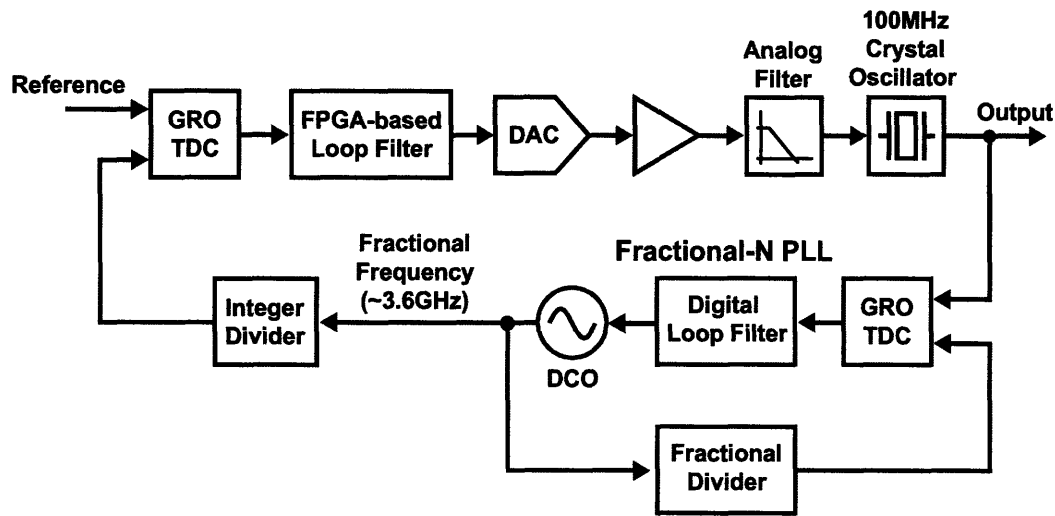 100MHz
Crystal
Oscillator
Analog
Filter
Reference
GRO
TDC
FPGA-based
Loop Filter
DAC
Output
Fractional
Frequency
(~3.6GHz)
Fractional-N PLL
Integer
Divider
DCO
Digital
Loop Filter
GRO
TDC
Fractional
Divider